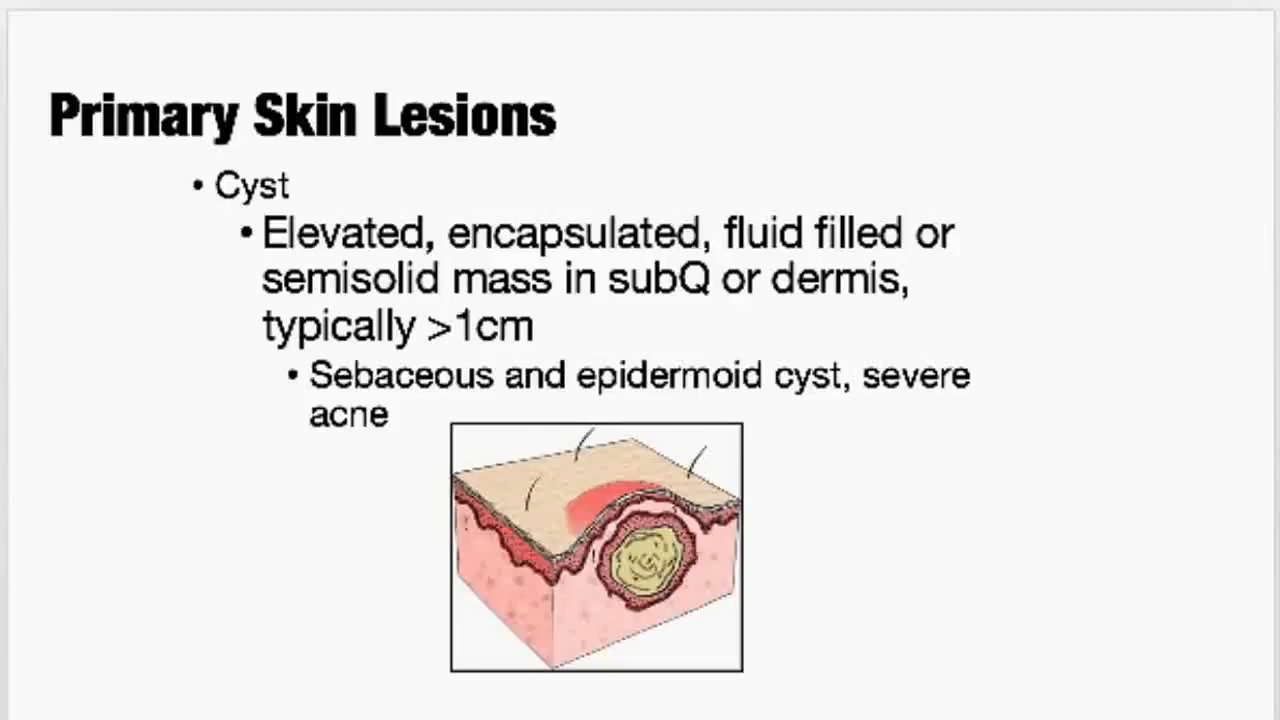 Primary Skin Lesions
• Cyst
• Elevated, encapsulated, fluid filled or
semisolid mass in subQ or dermis,
typically >1cm
• Sebaceous and epidermoid cyst, severe
acne